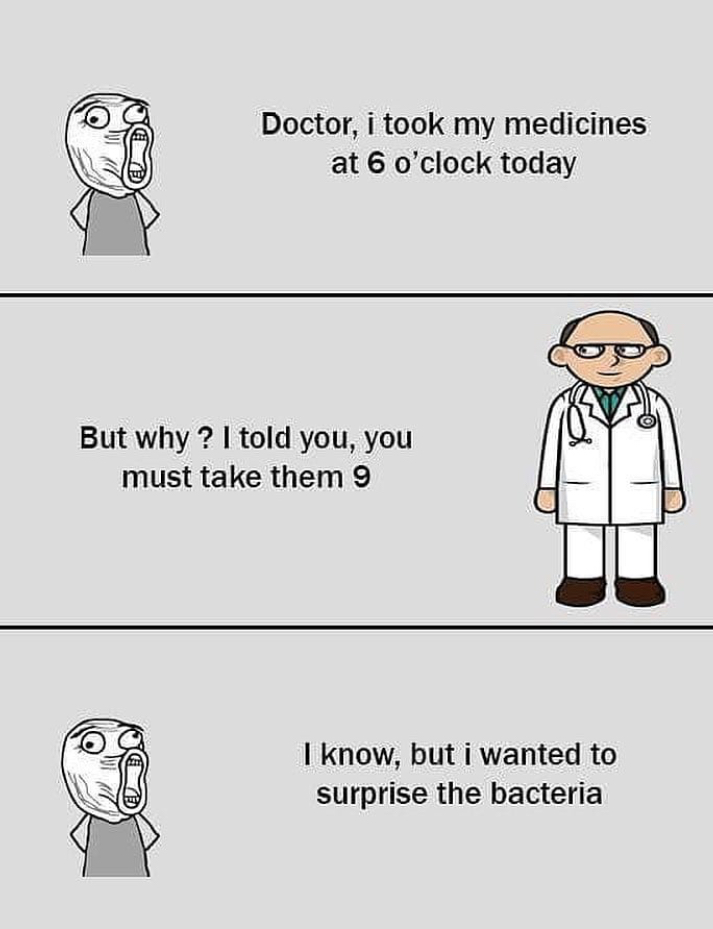 Doctor, i took my medicines
at 6 o'clock today
But why ? I told you, you
must take them 9
I know, but i wanted to
surprise the bacteria